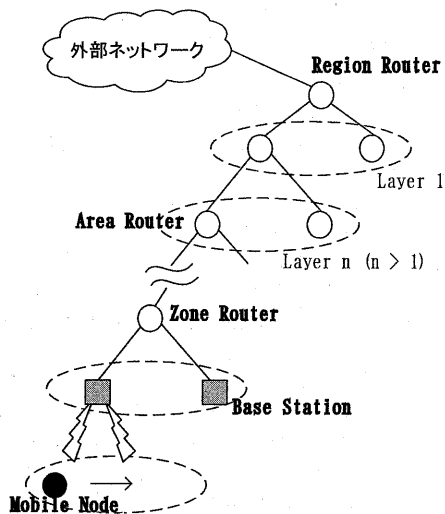 外部ネットワーク
Region Router
Layer 1
Area Router
Layer n (n > 1)
Zone Router
Base Station
Mobile Node